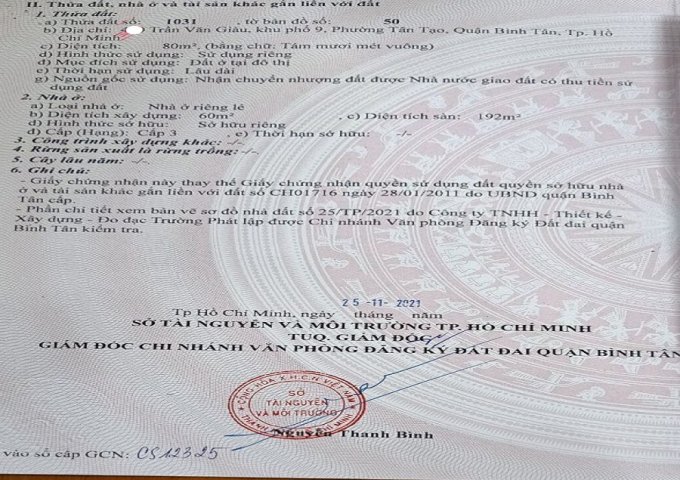 II. Thửa đất, nhà ở và tài sản khác gắn liền với đất
1. Thửa đất:
a) Thửa đất số: 1031 , tờ bản đồ số: 50
b) Địa chỉ: Trần Văn Giàu, khu phố 9, Phường Tân Tạo, Quận Bình Tân, Tp. Hồ
Chí Minh
c) Diện tích: 80m², (bằng chữ: Tám mươi mét vuông)
d) Hình thức sử dụng: Sử dụng riêng
đ) Mục đích sử dụng: Đất ở tại đô thị
e) Thời hạn sử dụng: Lâu dài
g) Nguồn gốc sử dụng: Nhận chuyển nhượng đất được Nhà nước giao đất có thu tiền sử
dụng đất
2. Nhà ở:
a) Loại nhà ở: Nhà ở riêng lẻ
b) Diện tích xây dựng: 60m² , c) Diện tích sàn: 192m²
d) Hình thức sở hữu: Sở hữu riêng
đ) Cấp (Hạng): Cấp 3 , e) Thời hạn sở hữu: -/-
3. Công trình xây dựng khác: -/-
4. Rừng sản xuất là rừng trồng: -/-
5. Cây lâu năm: -/-
6. Ghi chú:
- Giấy chứng nhận này thay thế Giấy chứng nhận quyền sử dụng đất quyền sở hữu nhà
ở và tài sản khác gắn liền với đất số CH01716 ngày 28/01/2011 do UBND quận Bình
Tân cấp.
- Phần chi tiết xem bản vẽ sơ đồ nhà đất số 25/TP/2021 do Công ty TNHH - Thiết kế -
Xây dựng - Đo đạc Trường Phát lập được Chi nhánh Văn phòng Đăng ký Đất đai quận
Bình Tân kiểm tra.
25 -11- 2021
Tp Hồ Chí Minh, ngày tháng năm
SỞ TÀI NGUYÊN VÀ MÔI TRƯỜNG TP. HỒ CHÍ MINH
TUQ. GIÁM ĐỐC
GIÁM ĐỐC CHI NHÁNH VĂN PHÒNG ĐĂNG KÝ ĐẤT ĐAI QUẬN BÌNH TÂN
CỘNG HÒA X.H.C.N VIỆT NAM
SỞ
TÀI NGUYÊN
VÀ MÔI TRƯỜNG
THÀNH PHỐ HỒ CHÍ MINH
Nguyễn Thanh Bình
vào sổ cấp GCN: CS12325